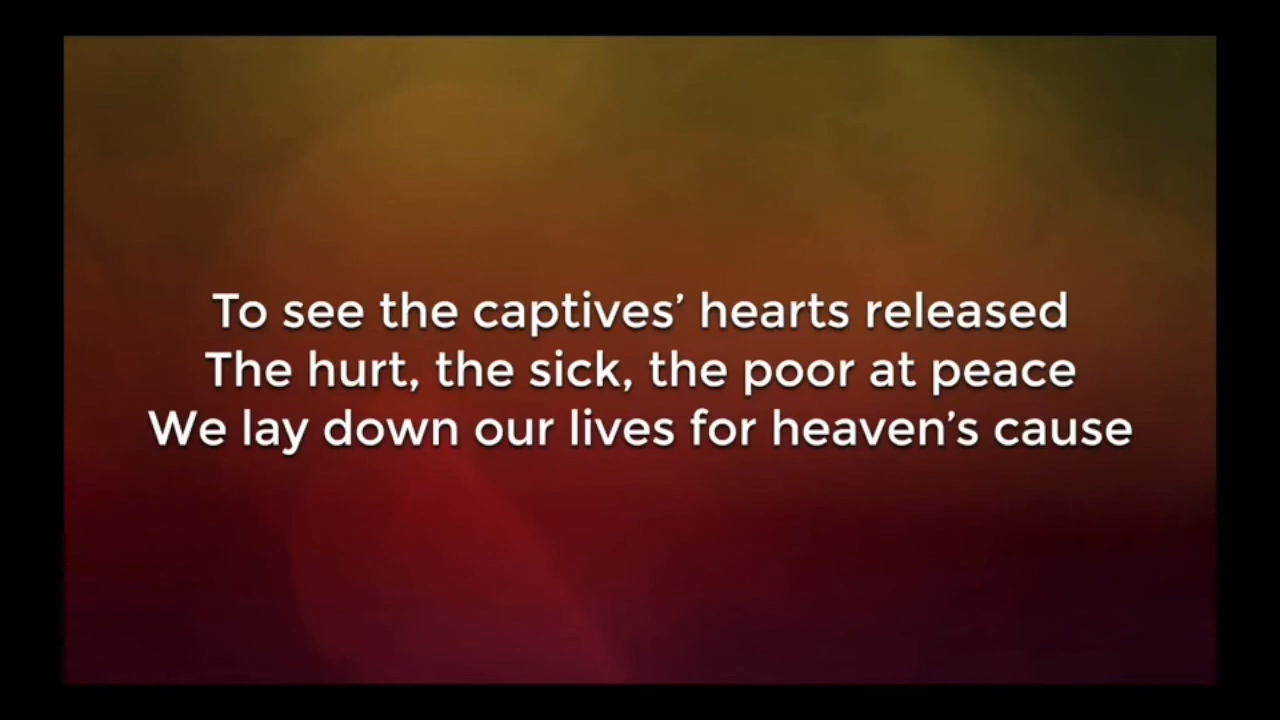 To see the captives’ hearts released
The hurt, the sick, the poor at peace
We lay down our lives for heaven’s cause